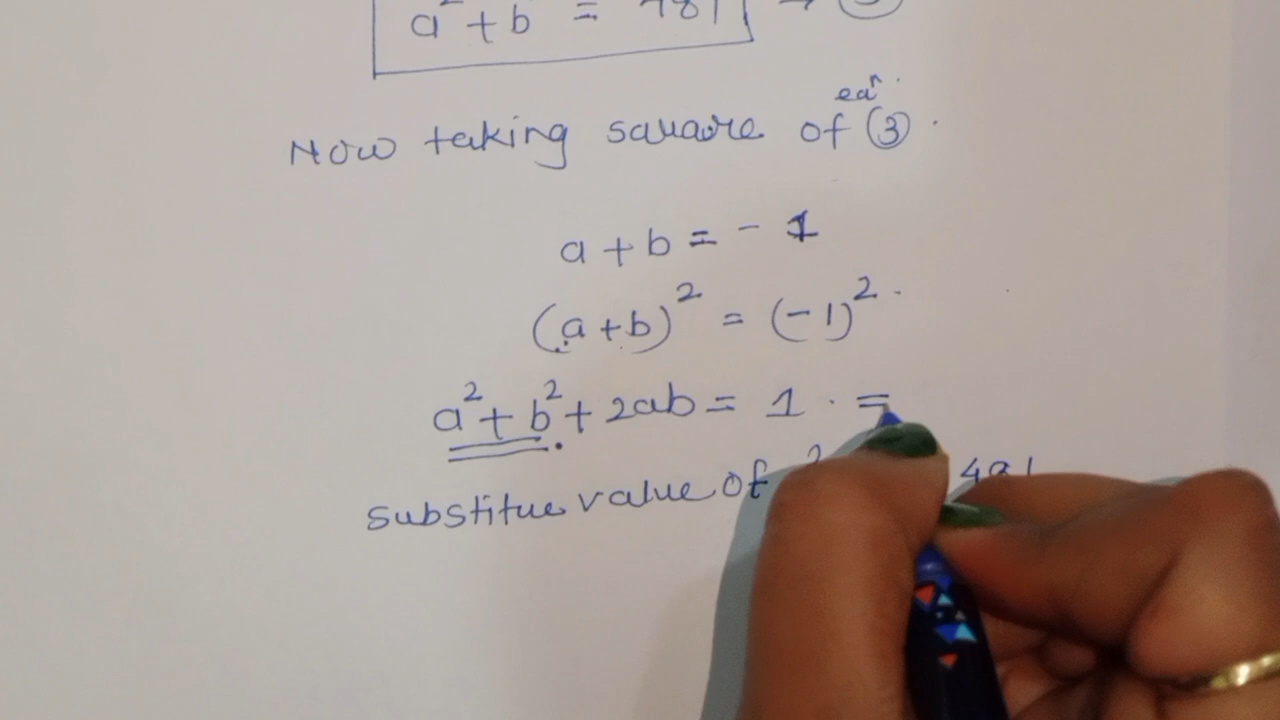 a² + b = 481 →
Now taking square of eqⁿ ③.
a + b = - 1
(a + b)² = (-1)².
a² + b² + 2ab = 1 . =
substitue value of 481